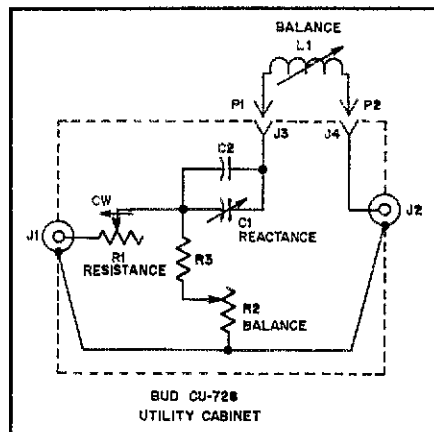 BALANCE
L1
P1
P2
J3
J4
C2
CW
J1
J2
C1
REACTANCE
R1
RESISTANCE
R3
R2
BALANCE
BUD CU-728
UTILITY CABINET